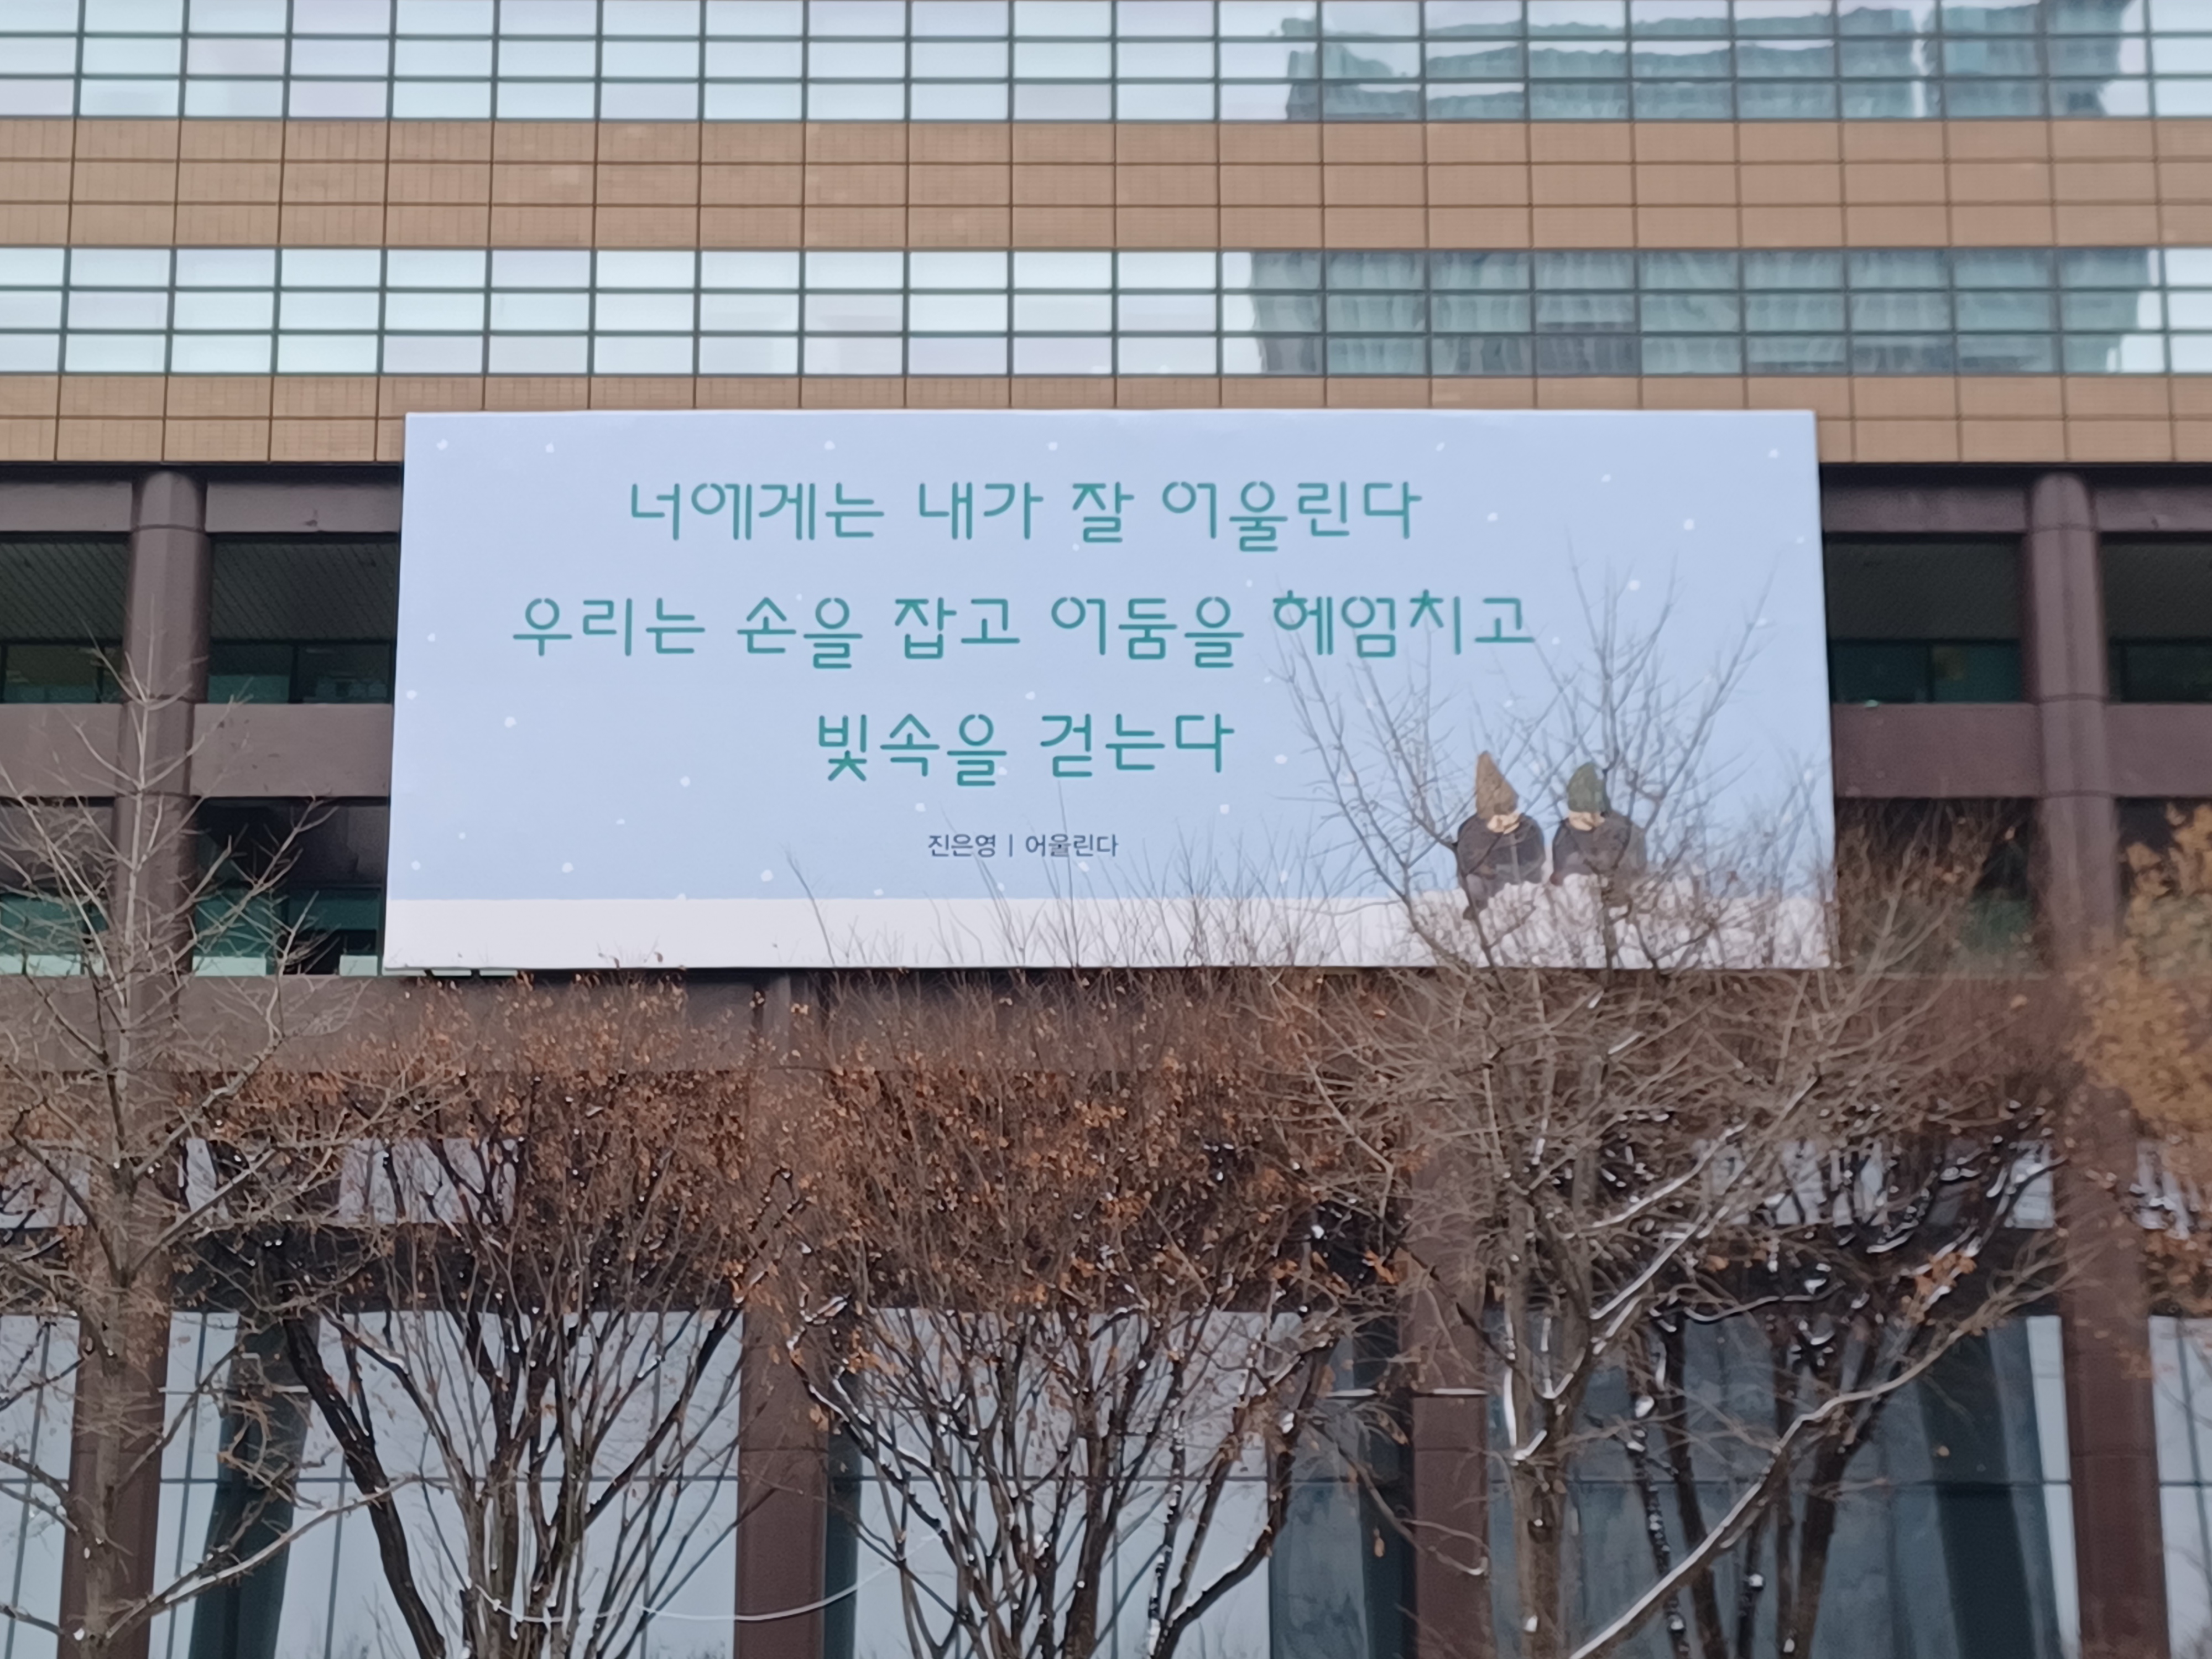 너에게는 내가 잘 어울린다
우리는 손을 잡고 어둠을 헤엄치고
빛속을 걷는다
진은영 | 어울린다